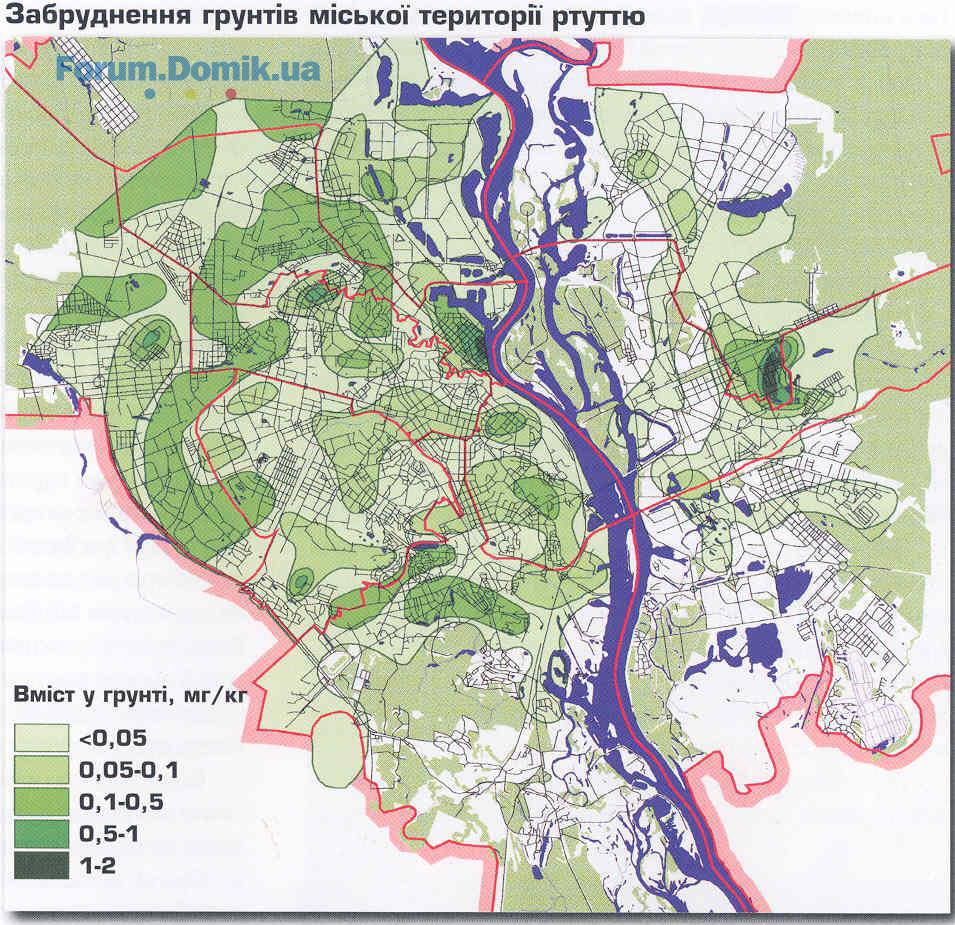 Забруднення грунтів міської території ртуттю
Forum.Domik.ua
Вміст у грунті, мг/кг
<0,05
0,05-0,1
0,1-0,5
0,5-1
1-2